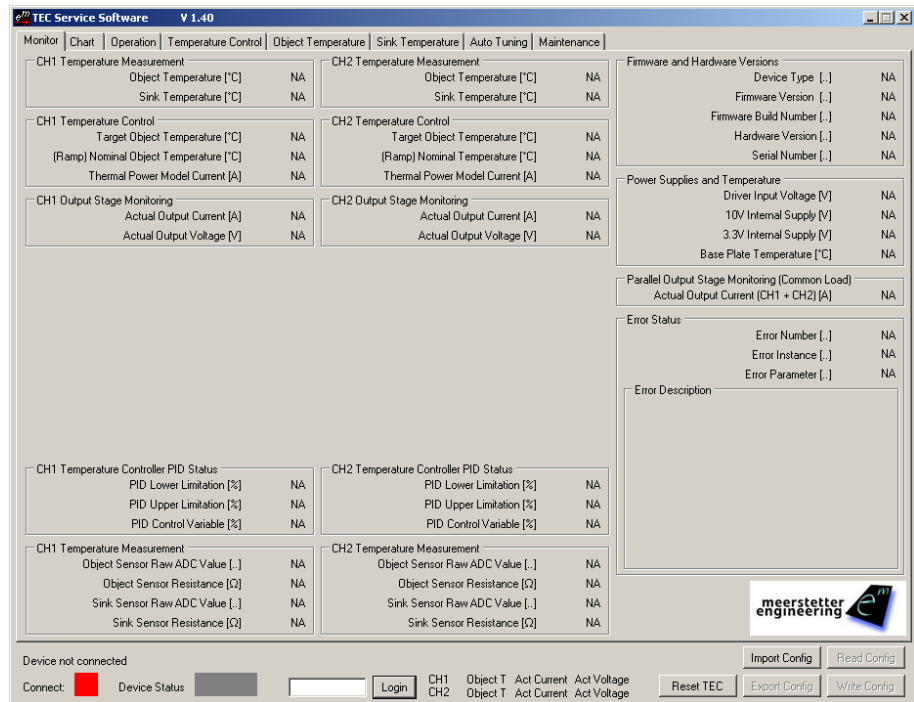 TEC Service Software V 1.40
Monitor Chart Operation Temperature Control Object Temperature Sink Temperature Auto Tuning Maintenance
CH1 Temperature Measurement
Object Temperature [°C] NA
Sink Temperature [°C] NA
CH1 Temperature Control
Target Object Temperature [°C] NA
(Ramp) Nominal Object Temperature [°C] NA
Thermal Power Model Current [A] NA
CH1 Output Stage Monitoring
Actual Output Current [A] NA
Actual Output Voltage [V] NA
CH1 Temperature Controller PID Status
PID Lower Limitation [%] NA
PID Upper Limitation [%] NA
PID Control Variable [%] NA
CH1 Temperature Measurement
Object Sensor Raw ADC Value [..] NA
Object Sensor Resistance [Ω] NA
Sink Sensor Raw ADC Value [..] NA
Sink Sensor Resistance [Ω] NA
CH2 Temperature Measurement
Object Temperature [°C] NA
Sink Temperature [°C] NA
CH2 Temperature Control
Target Object Temperature [°C] NA
(Ramp) Nominal Temperature [°C] NA
Thermal Power Model Current [A] NA
CH2 Output Stage Monitoring
Actual Output Current [A] NA
Actual Output Voltage [V] NA
CH2 Temperature Controller PID Status
PID Lower Limitation [%] NA
PID Upper Limitation [%] NA
PID Control Variable [%] NA
CH2 Temperature Measurement
Object Sensor Raw ADC Value [..] NA
Object Sensor Resistance [Ω] NA
Sink Sensor Raw ADC Value [..] NA
Sink Sensor Resistance [Ω] NA
Firmware and Hardware Versions
Device Type [..] NA
Firmware Version [..] NA
Firmware Build Number [..] NA
Hardware Version [..] NA
Serial Number [..] NA
Power Supplies and Temperature
Driver Input Voltage [V] NA
10V Internal Supply [V] NA
3.3V Internal Supply [V] NA
Base Plate Temperature [°C] NA
Parallel Output Stage Monitoring (Common Load)
Actual Output Current (CH1 + CH2) [A] NA
Error Status
Error Number [..] NA
Error Instance [..] NA
Error Parameter [..] NA
Error Description
meerstetter
engineering
em
Device not connected
Import Config Read Config
Connect: Device Status Login
CH1 Object T Act Current Act Voltage
CH2 Object T Act Current Act Voltage
Reset TEC Export Config Write Config